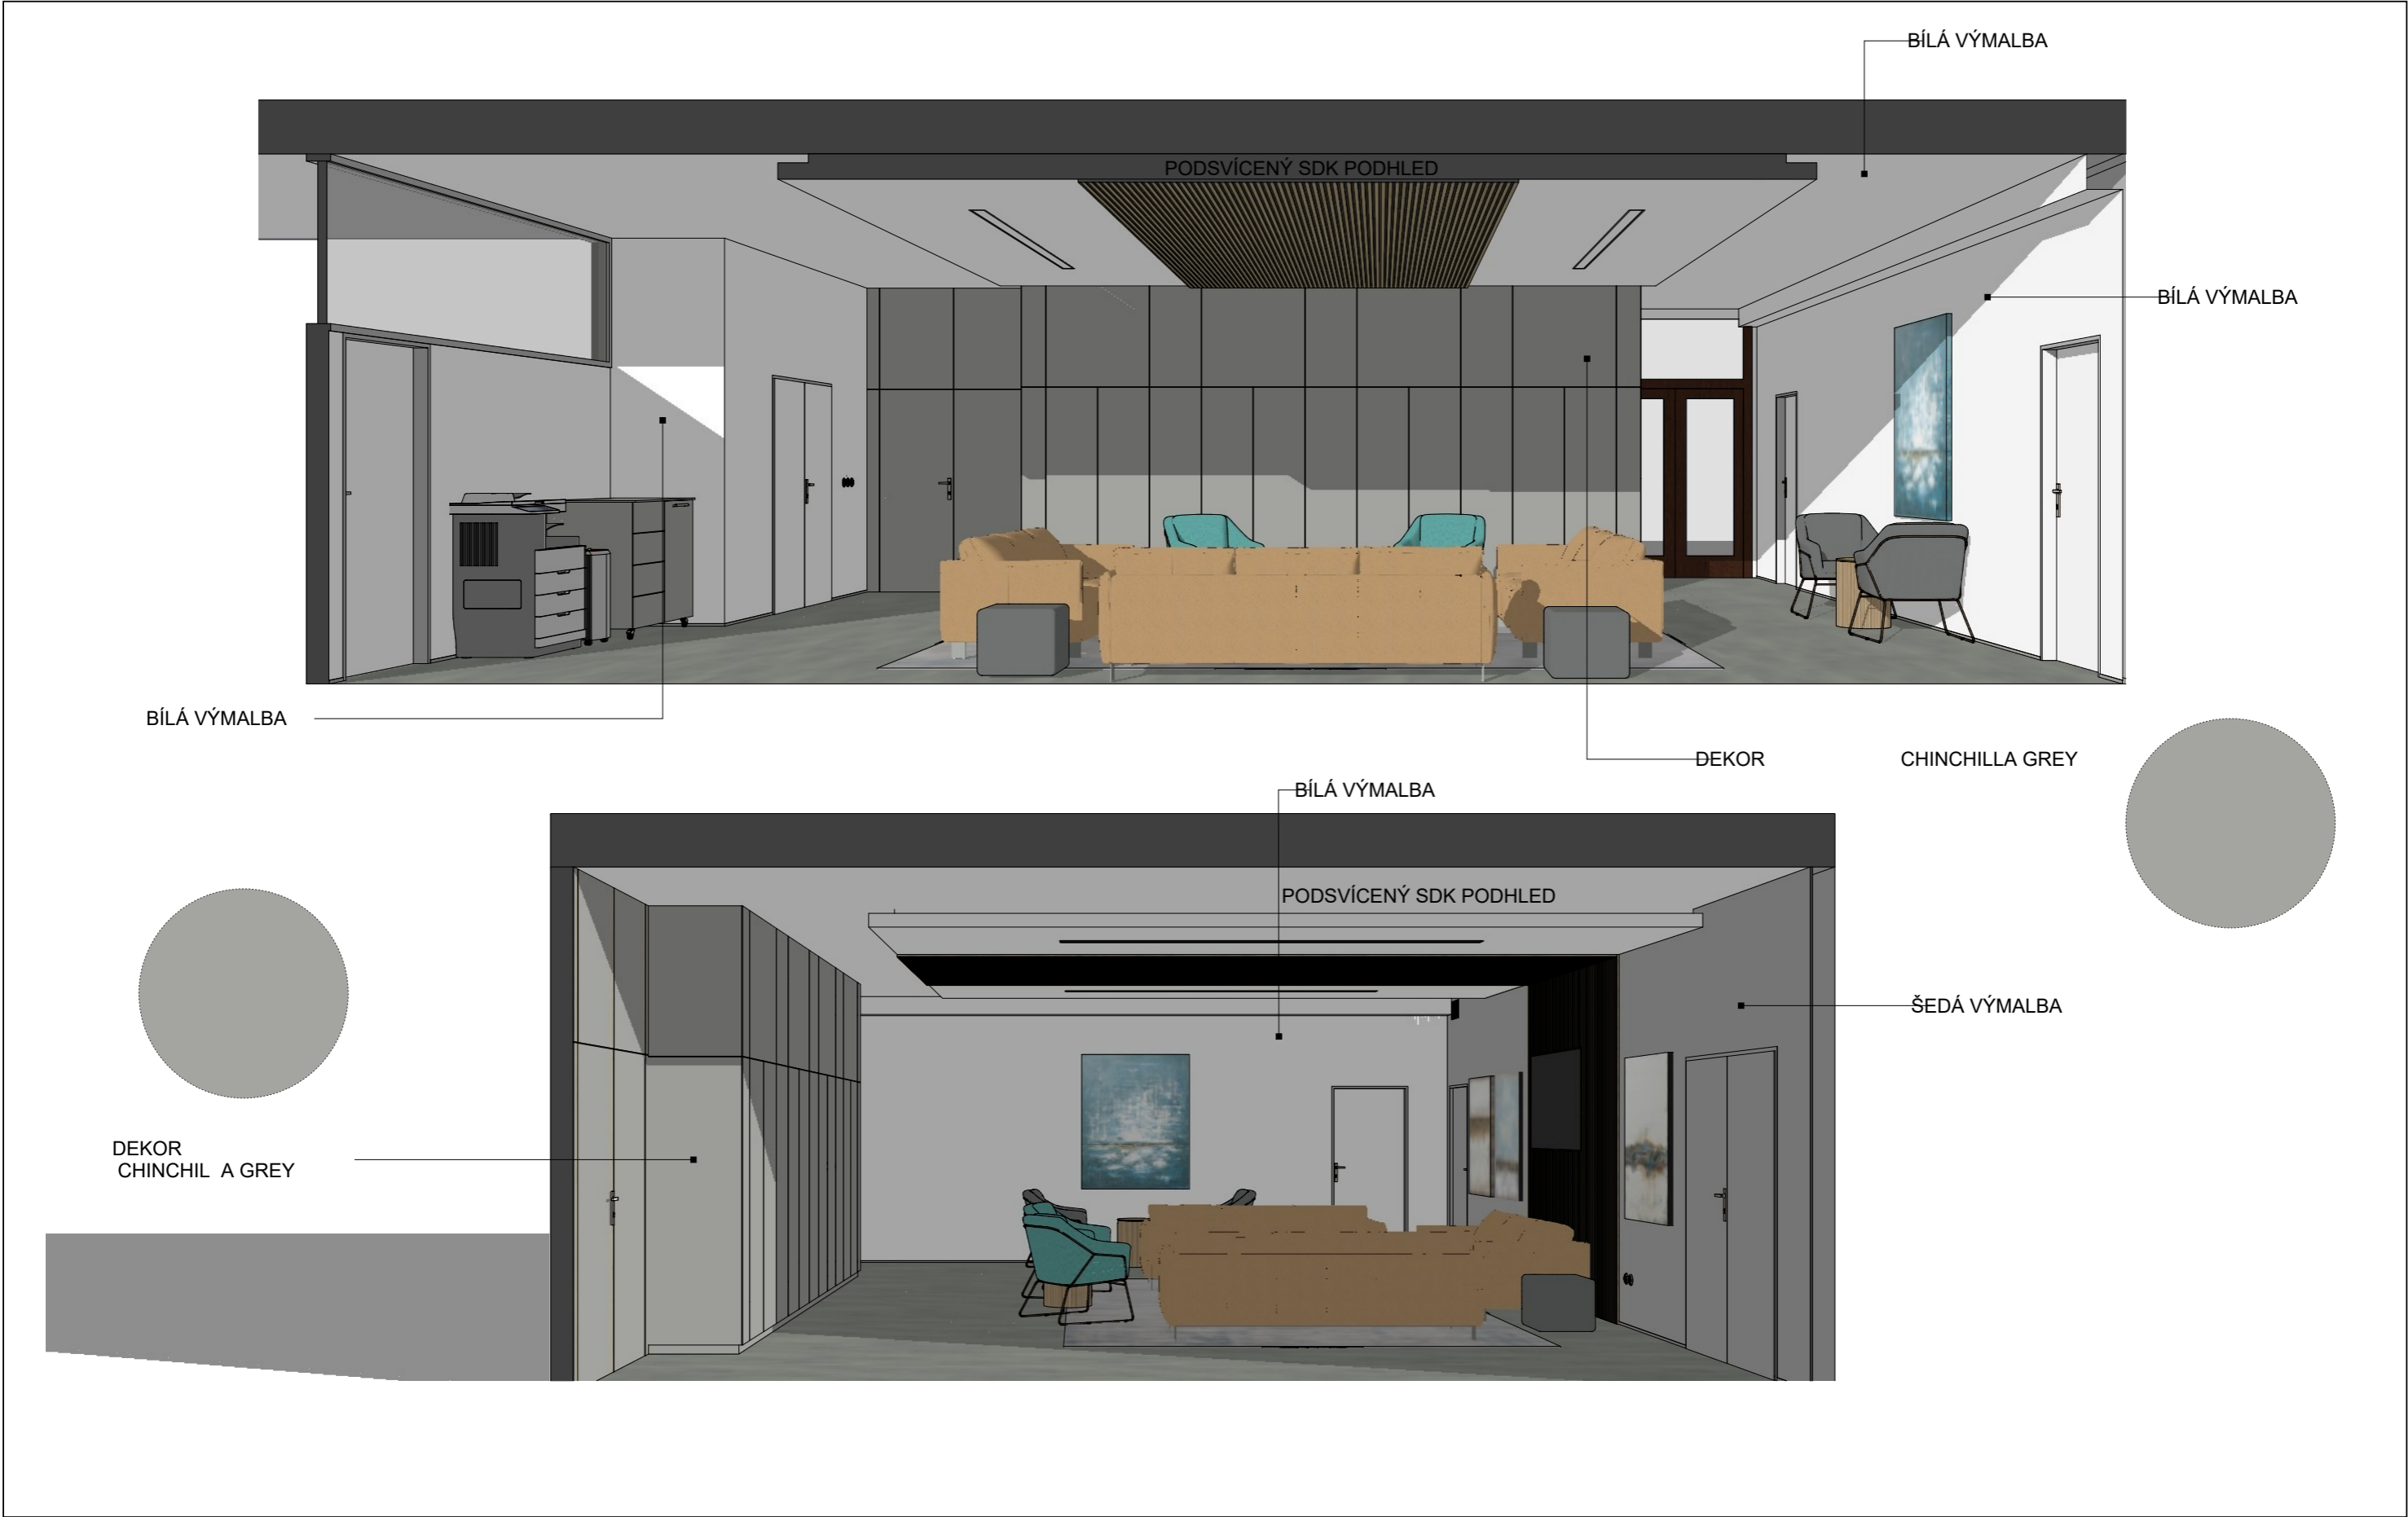 BÍLÁ VÝMALBA
PODSVÍCENÝ SDK PODHLED
BÍLÁ VÝMALBA
BÍLÁ VÝMALBA
DEKOR CHINCHILLA GREY
BÍLÁ VÝMALBA
PODSVÍCENÝ SDK PODHLED
ŠEDÁ VÝMALBA
DEKOR
CHINCHIL A GREY